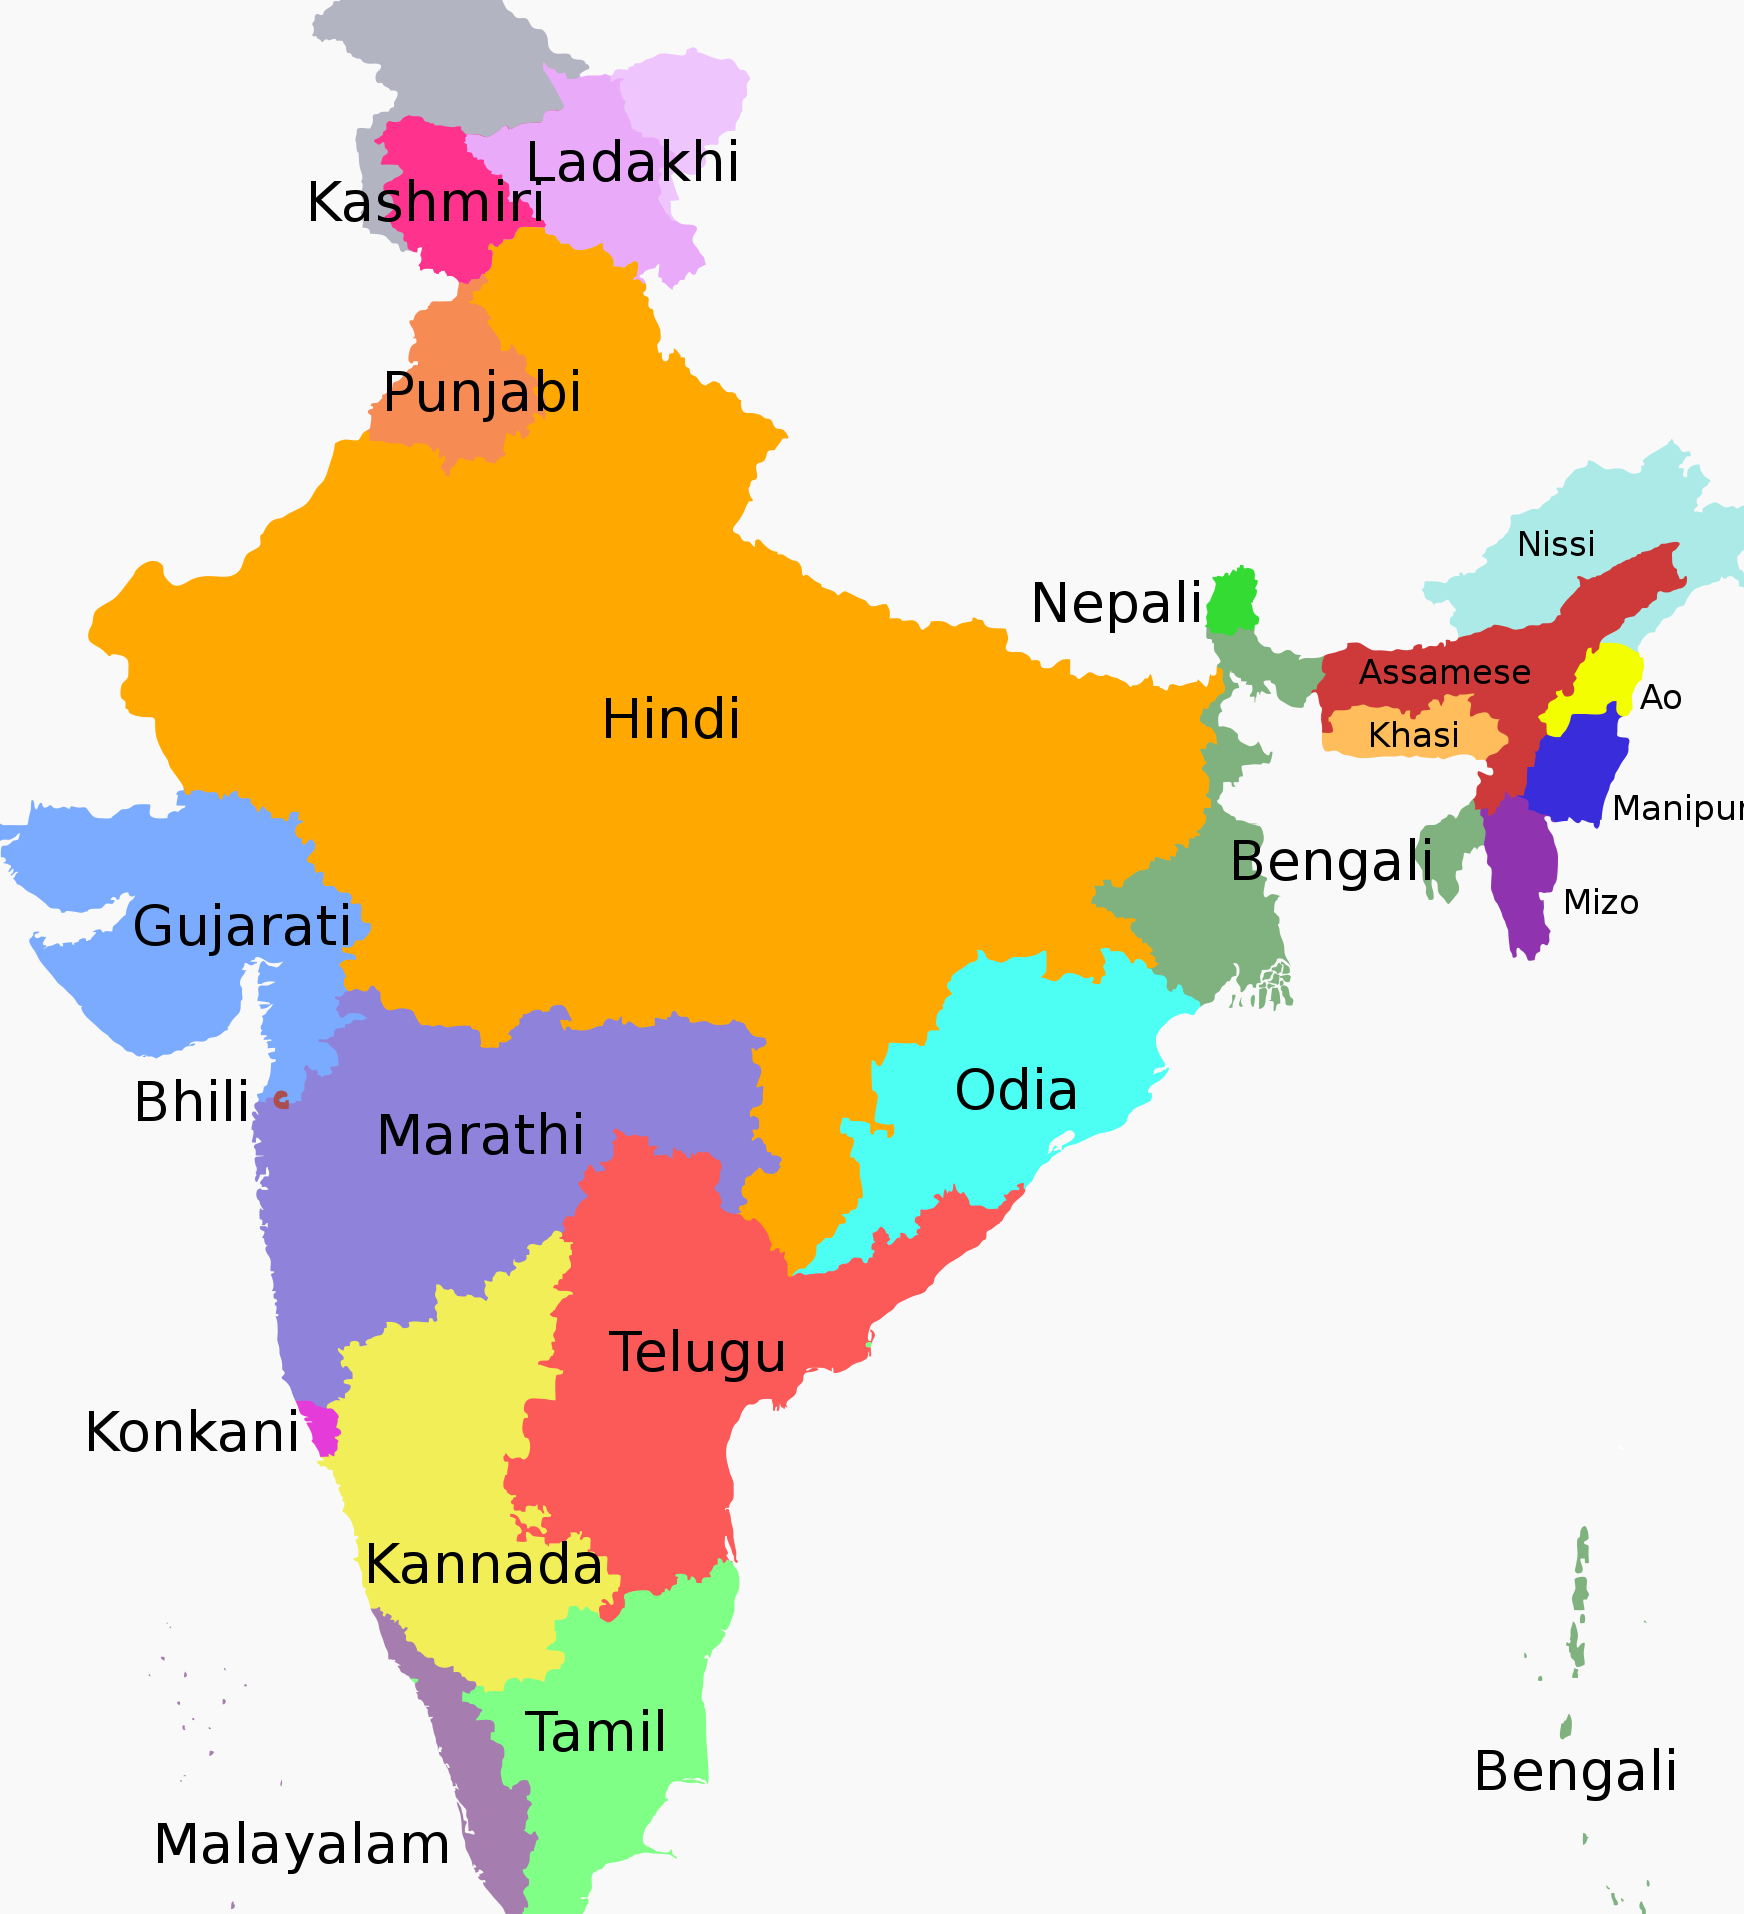 Ladakhi
Kashmiri
Punjabi
Nissi
Nepali
Assamese
Ao
Hindi
Khasi
Manipur
Bengali
Mizo
Gujarati
Odia
Bhili
Marathi
Telugu
Konkani
Kannada
Tamil
Bengali
Malayalam